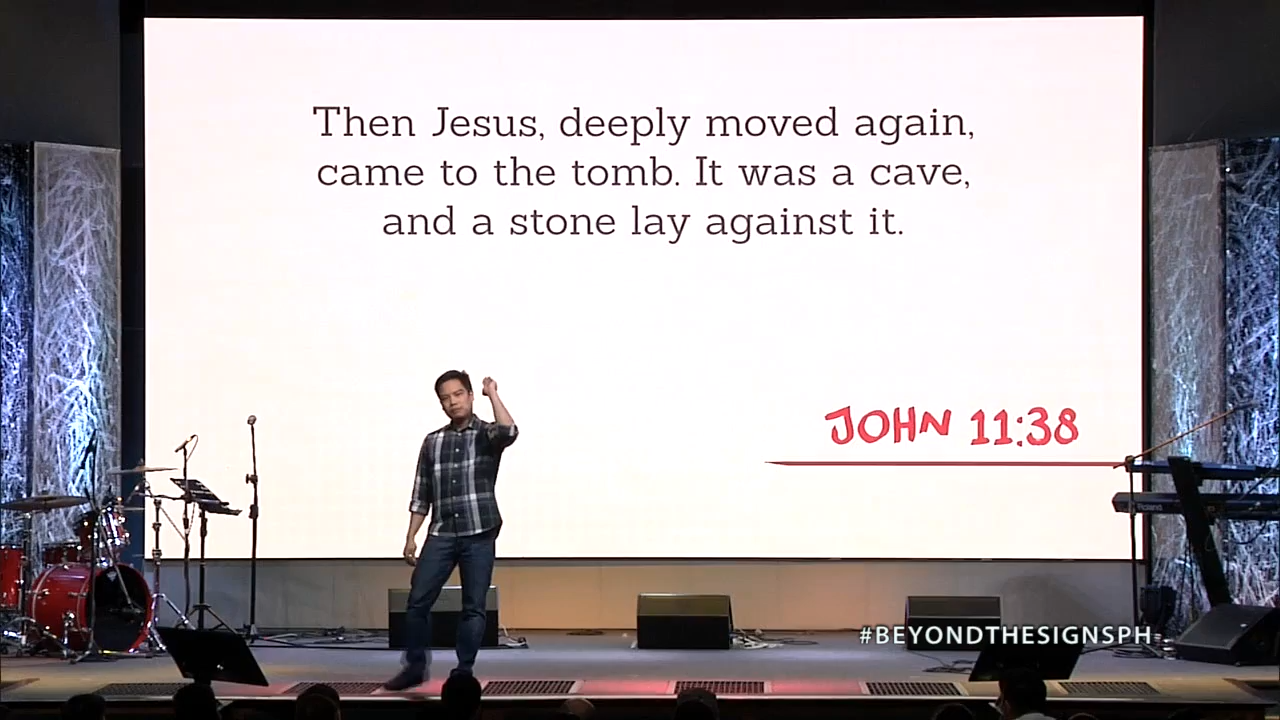 Then Jesus, deeply moved again,
came to the tomb. It was a cave,
and a stone lay against it.
JOHN 11:38
Roland
#BEYONDTHESIGNSPH